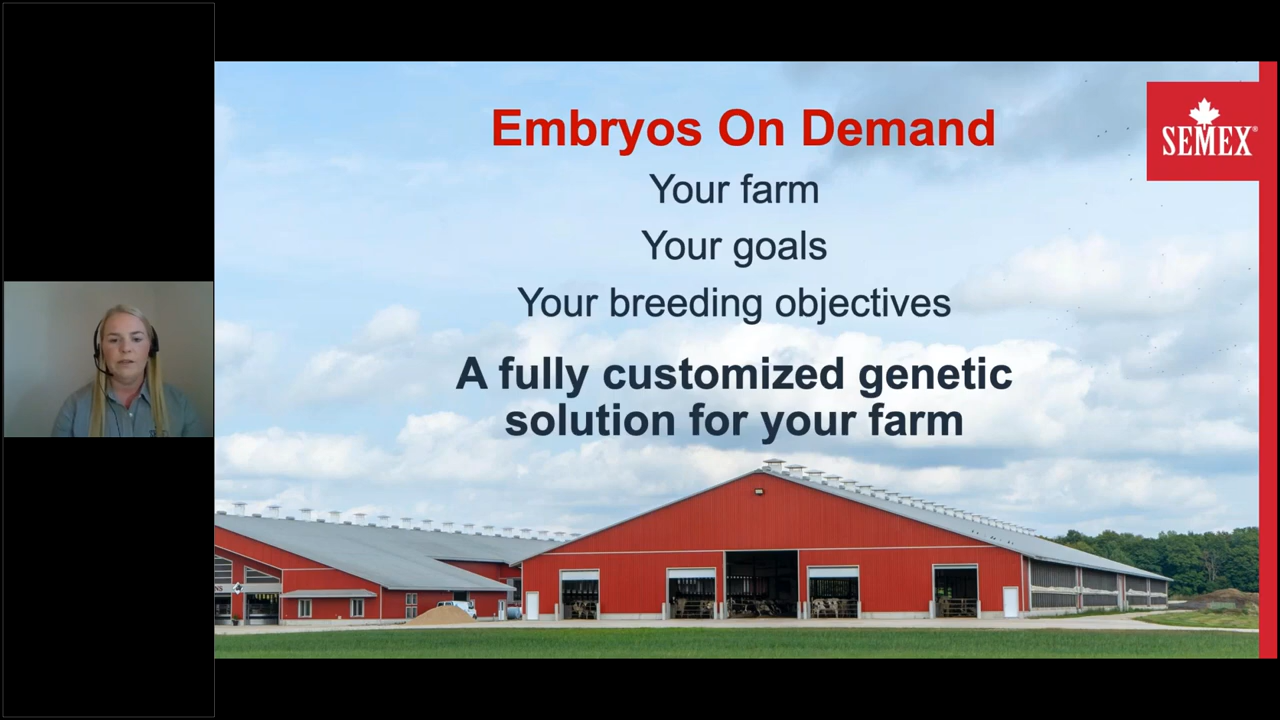 Embryos On Demand
SEMEX®
Your farm
Your goals
Your breeding objectives
A fully customized genetic
solution for your farm